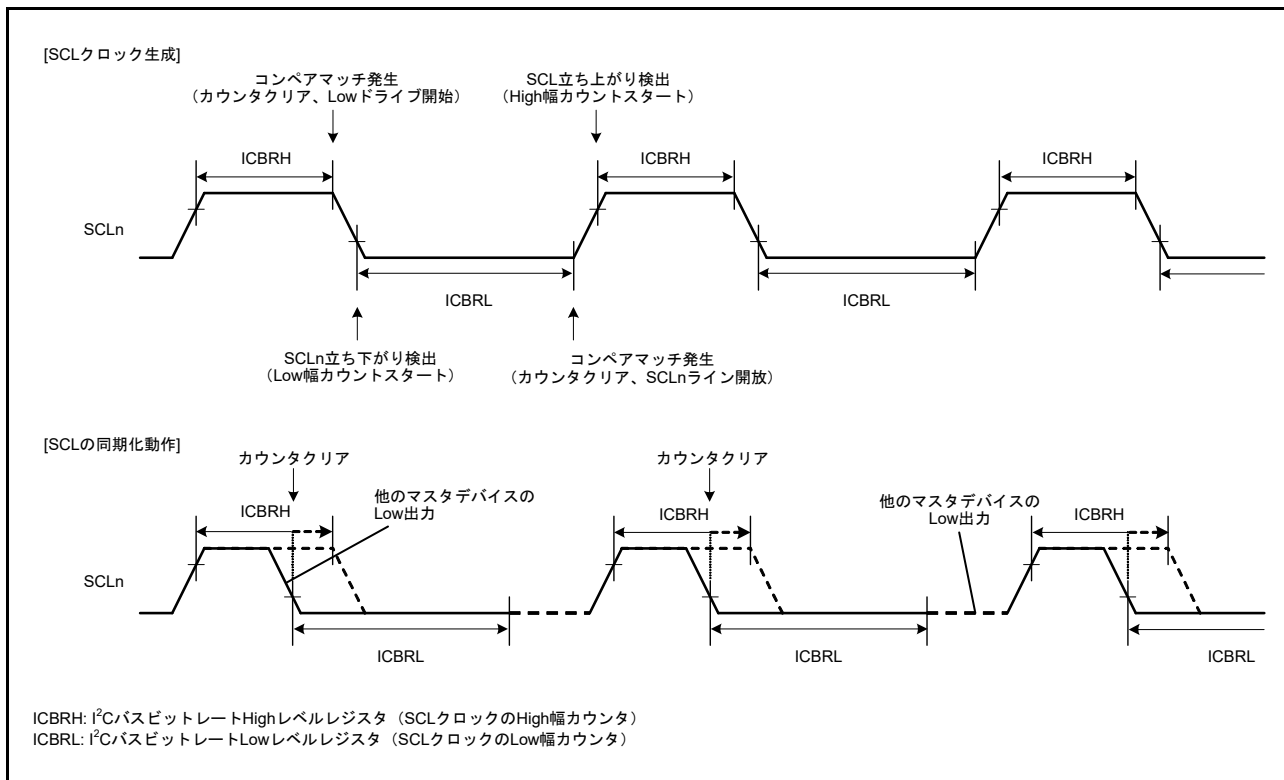 [SCLクロック生成]
コンペアマッチ発生
（カウンタクリア、Lowドライブ開始）
SCL立ち上がり検出
（High幅カウントスタート）
ICBRH
ICBRH
ICBRH
SCLn
ICBRL
ICBRL
SCLn立ち下がり検出
（Low幅カウントスタート）
コンペアマッチ発生
（カウンタクリア、SCLnライン開放）
[SCLの同期化動作]
カウンタクリア
カウンタクリア
他のマスタデバイスの
Low出力
他のマスタデバイスの
Low出力
ICBRH
ICBRH
ICBRH
SCLn
ICBRL
ICBRL
ICBRL
ICBRH: I²CバスビットレートHighレベルレジスタ（SCLクロックのHigh幅カウンタ）
ICBRL: I²CバスビットレートLowレベルレジスタ（SCLクロックのLow幅カウンタ）